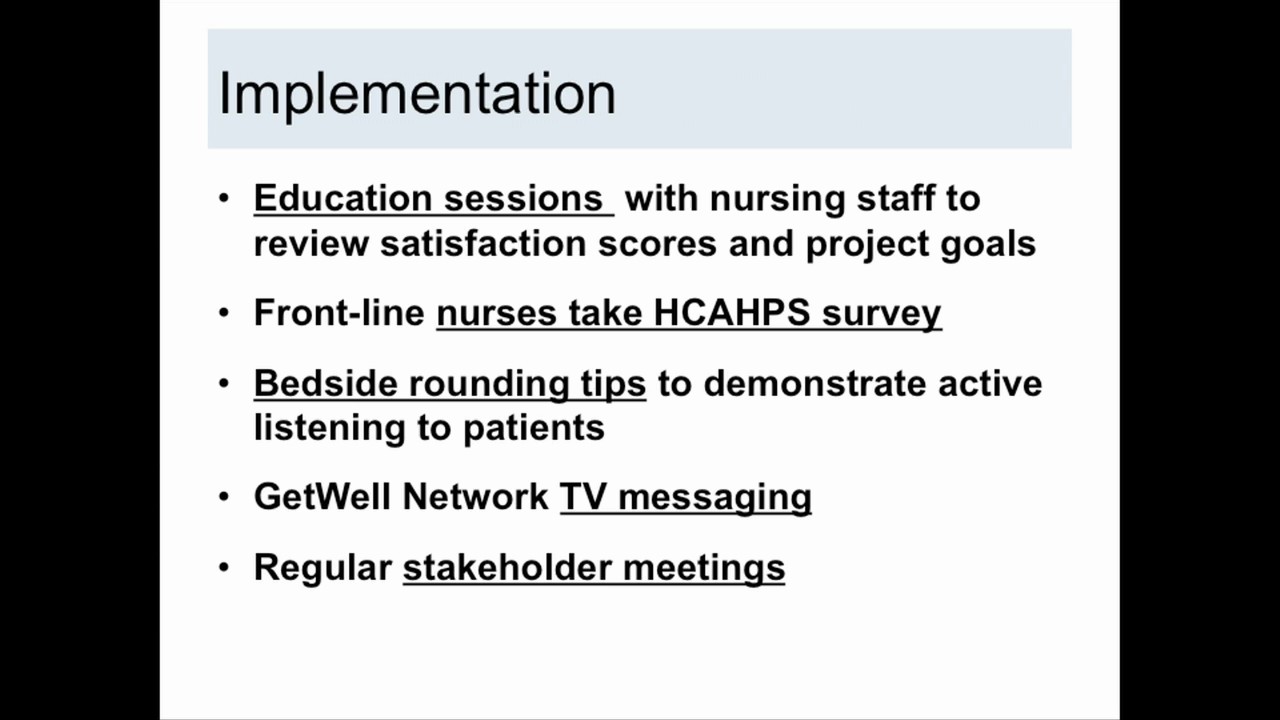 Implementation
• Education sessions with nursing staff to
review satisfaction scores and project goals
• Front-line nurses take HCAHPS survey
• Bedside rounding tips to demonstrate active
listening to patients
• GetWell Network TV messaging
• Regular stakeholder meetings